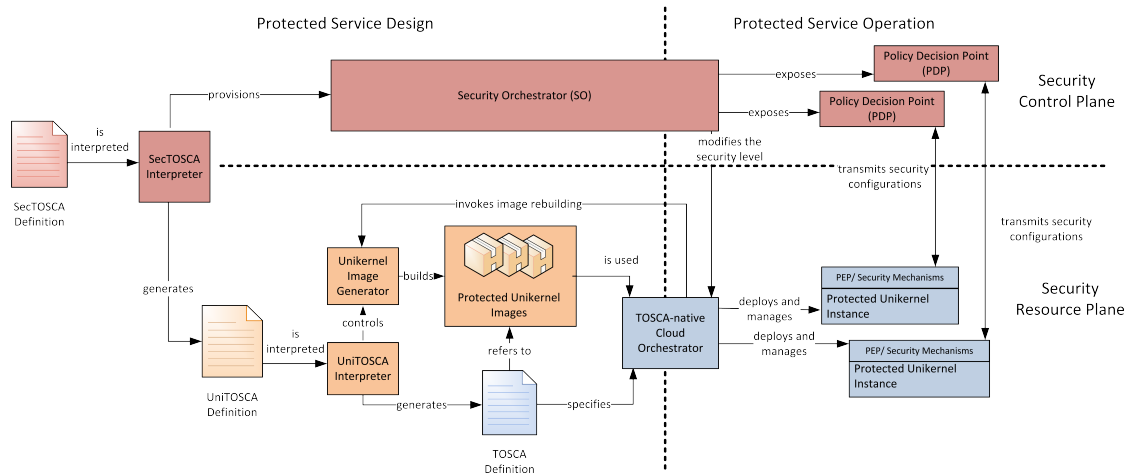 Protected Service Design
Protected Service Operation
Security
Control Plane
Security Orchestrator (SO)
provisions
exposes
Policy Decision Point
(PDP)
exposes
Policy Decision Point
(PDP)
is
interpreted
SecTOSCA
Interpreter
SecTOSCA
Definition
modifies the
security level
transmits security
configurations
transmits security
configurations
invokes image rebuilding
generates
Unikernel
Image
Generator
builds
Protected Unikernel
Images
is used
TOSCA-native
Cloud
Orchestrator
deploys and
manages
PEP/ Security Mechanisms
Protected Unikernel
Instance
deploys and
manages
PEP/ Security Mechanisms
Protected Unikernel
Instance
Security
Resource Plane
controls
is
interpreted
UniTOSCA
Interpreter
UniTOSCA
Definition
refers to
generates
specifies
TOSCA
Definition